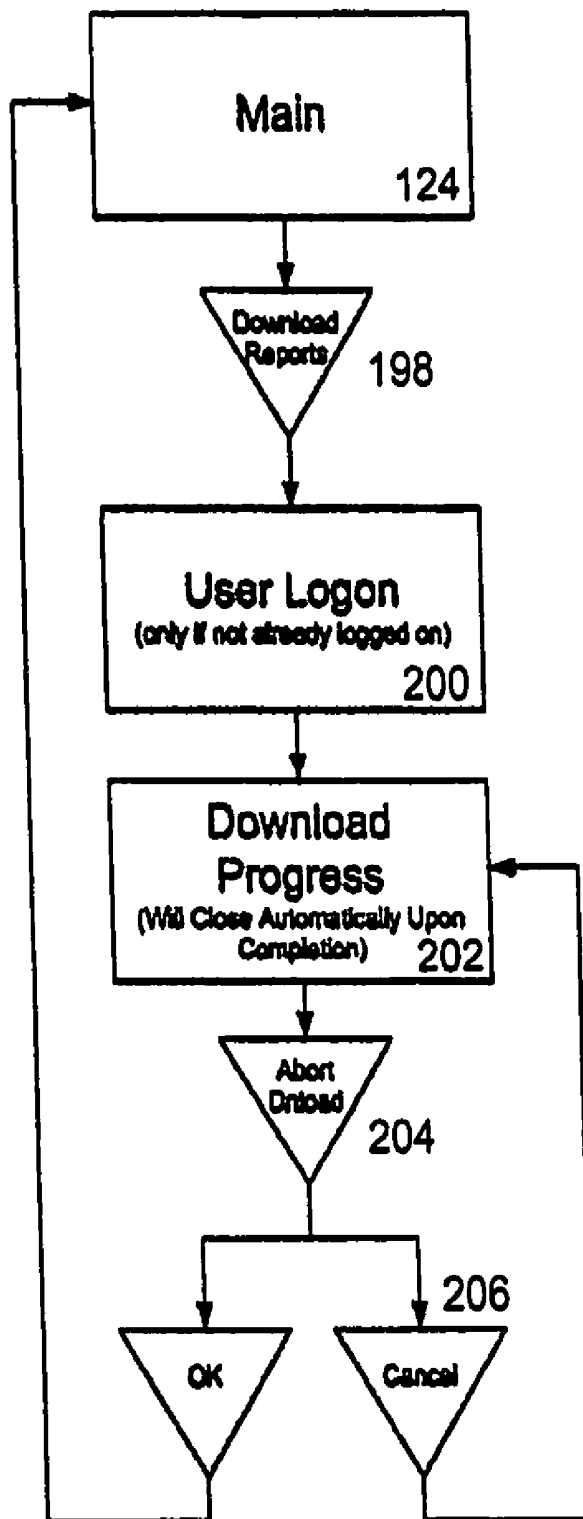 Main
124
Download
Reports
198
User Logon
(only if not already logged on)
200
Download
Progress
(Will Close Automatically Upon
Completion)
202
Abort
Dnload
204
206
OK
Cancel